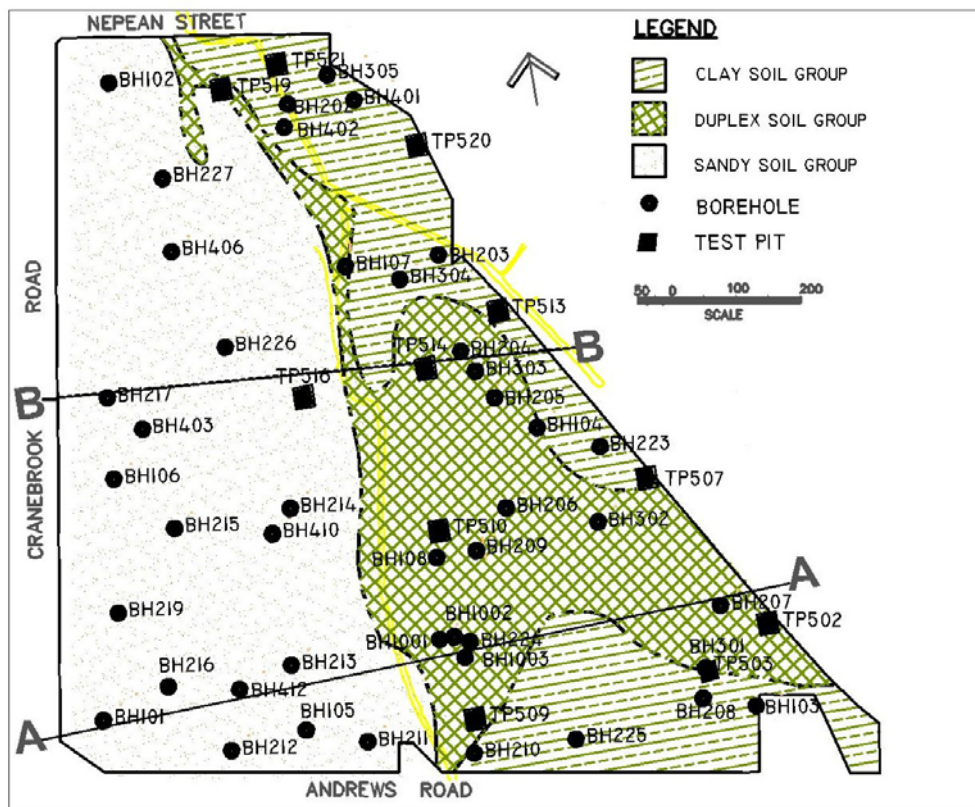 NEPEAN STREET
LEGEND
CLAY SOIL GROUP
DUPLEX SOIL GROUP
SANDY SOIL GROUP
BOREHOLE
TEST PIT
50 0 100 200
SCALE
TP521
BH305
BH102
TP519
BH202
BH401
BH402
TP520
BH227
BH406
BH203
BH107
BH304
ROAD
TP513
BH226
TP514
BH204
B
BH303
TP516
B
BH217
BH205
BH403
BH104
BH223
CRANEBROOK
BH106
TP507
BH214
BH206
BH215
BH410
TP510
BH302
BH209
BH108
A
BH219
BH207
BH1002
TP502
BH1001
BH224
BH1003
BH301
BH213
TP503
BH216
BH412
BH101
BH105
TP509
BH208
BH103
A
BH212
BH211
BH210
BH225
ANDREWS ROAD